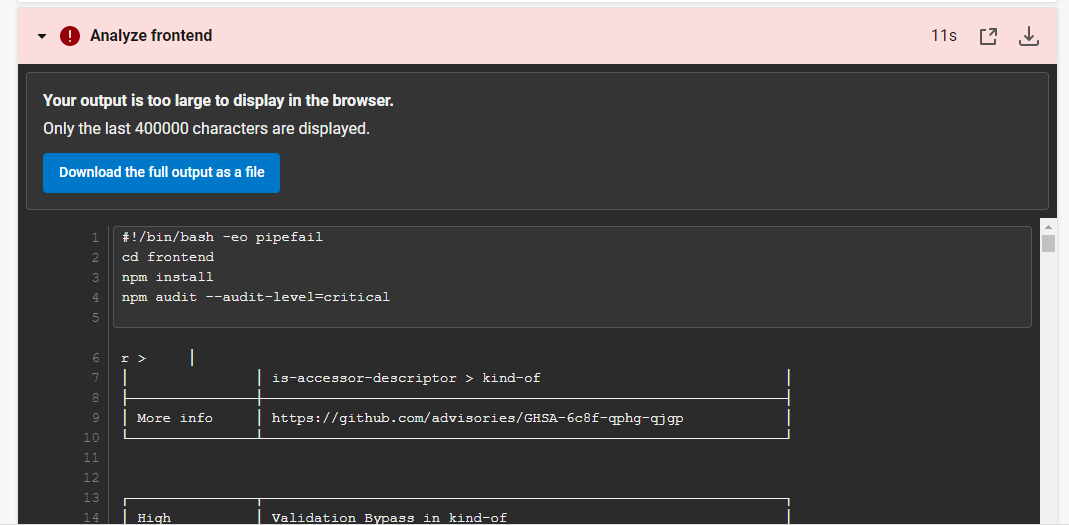 Analyze frontend 11s
Your output is too large to display in the browser.
Only the last 400000 characters are displayed.
Download the full output as a file
1 #!/bin/bash -eo pipefail
2 cd frontend
3 npm install
4 npm audit --audit-level=critical
5
6 r > │
7 │ │ is-accessor-descriptor > kind-of │
8
9 │ More info │ https://github.com/advisories/GHSA-6c8f-qphg-qjgp │
10
11
12
13
14 │ High │ Validation Bypass in kind-of │